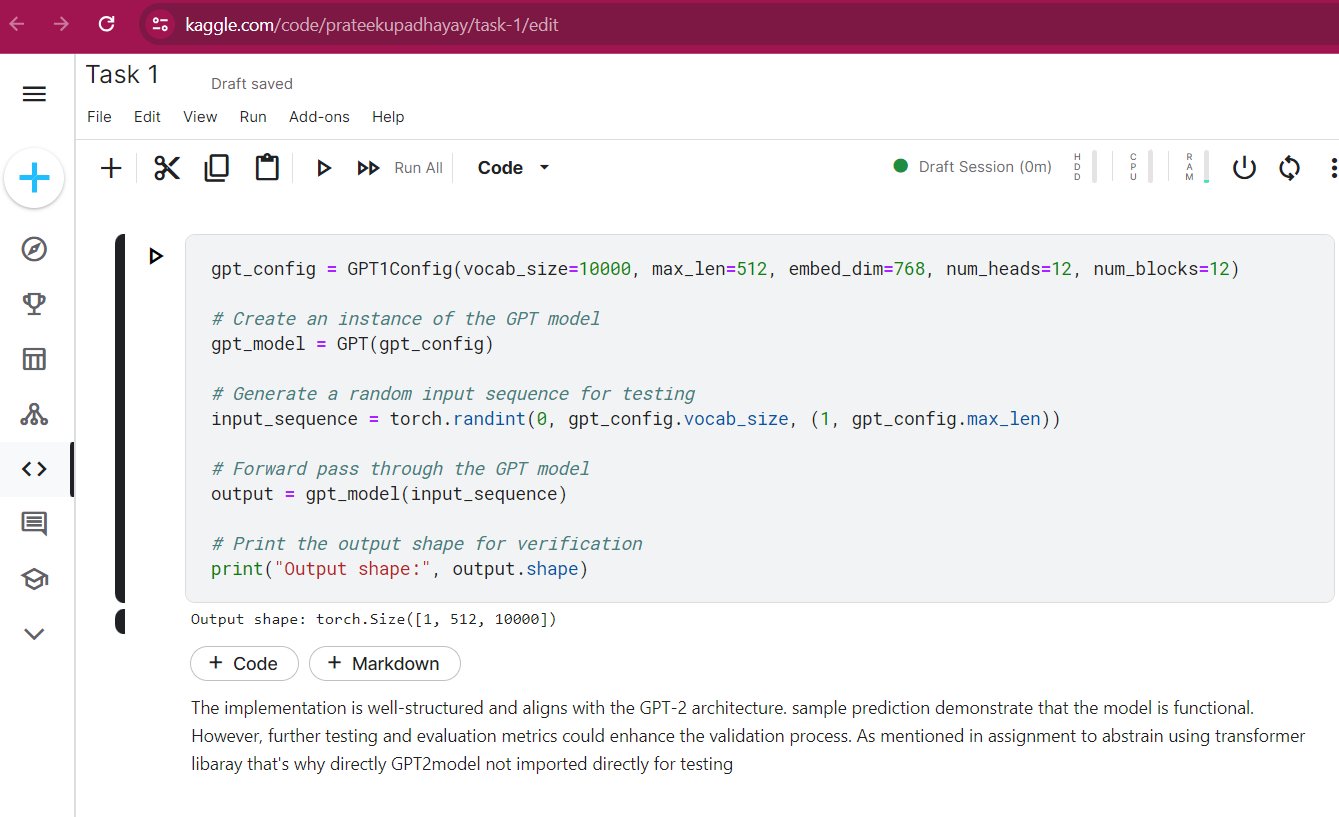 kaggle.com/code/prateekupadhayay/task-1/edit
Task 1
Draft saved
File Edit View Run Add-ons Help
Run All
Code
Draft Session (0m)
HDD
CPU
RAM
gpt_config = GPT1Config(vocab_size=10000, max_len=512, embed_dim=768, num_heads=12, num_blocks=12)
# Create an instance of the GPT model
gpt_model = GPT(gpt_config)
# Generate a random input sequence for testing
input_sequence = torch.randint(0, gpt_config.vocab_size, (1, gpt_config.max_len))
# Forward pass through the GPT model
output = gpt_model(input_sequence)
# Print the output shape for verification
print("Output shape:", output.shape)
Output shape: torch.Size([1, 512, 10000])
+ Code
+ Markdown
The implementation is well-structured and aligns with the GPT-2 architecture. sample prediction demonstrate that the model is functional.
However, further testing and evaluation metrics could enhance the validation process. As mentioned in assignment to abstrain using transformer
libaray that's why directly GPT2model not imported directly for testing